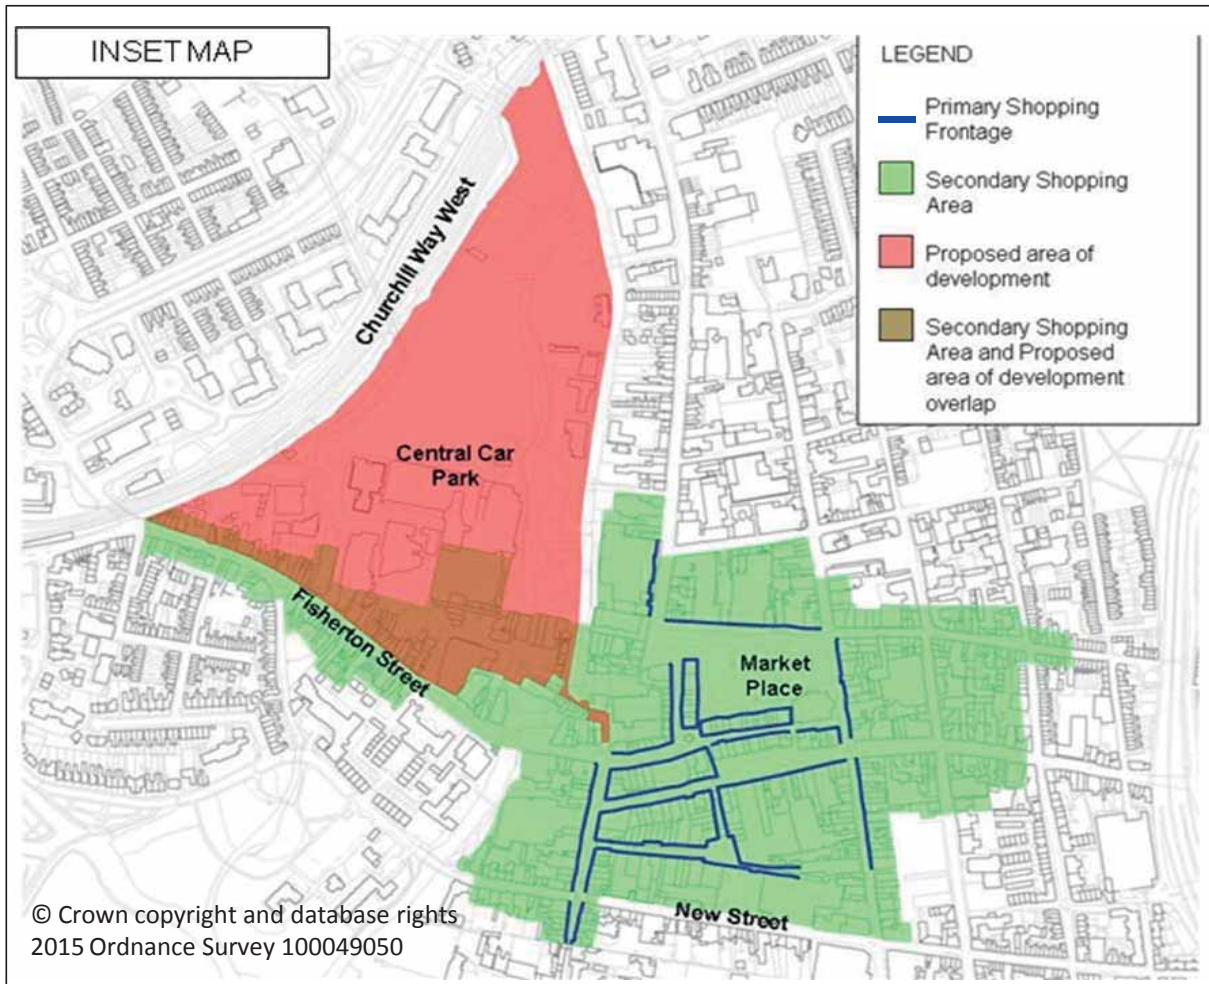 INSET MAP
LEGEND
Primary Shopping
Frontage
Secondary Shopping
Area
Proposed area of
development
Secondary Shopping
Area and Proposed
area of development
overlap
Churchill Way West
Central Car
Park
Fisherton Street
Market
Place
New Street
© Crown copyright and database rights
2015 Ordnance Survey 100049050